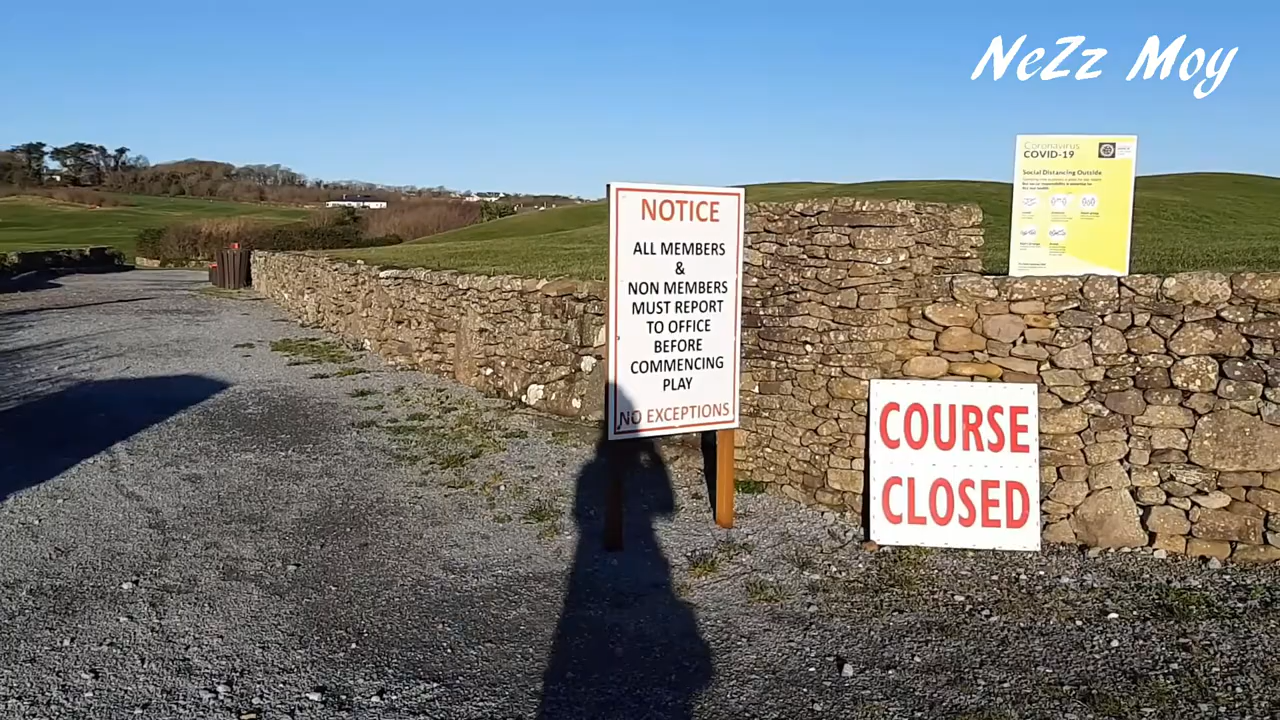 NeZz Moy
Coronavirus
COVID-19
Social Distancing Outside
NOTICE
ALL MEMBERS
&
NON MEMBERS
MUST REPORT
TO OFFICE
BEFORE
COMMENCING
PLAY
NO EXCEPTIONS
COURSE
CLOSED